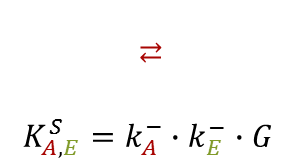 ⇄
K^S_{A,E} = k^-_A · k^-_E · G